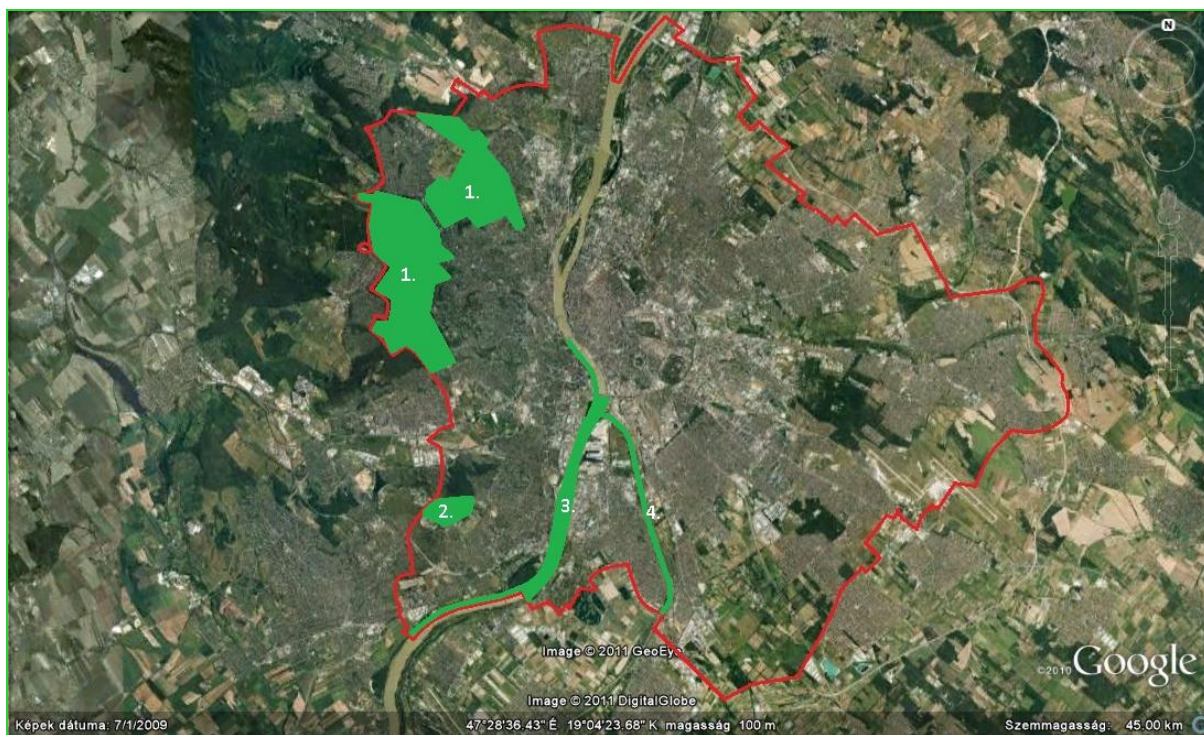 N
1.
1.
2.
3.
4.
Image © 2011 GeoEye
©2010 Google
Image © 2011 DigitalGlobe
Képek dátuma: 7/1/2009 47°28'36.43" É 19°04'23.68" K magasság 100 m Szemmagasság: 45.00 km